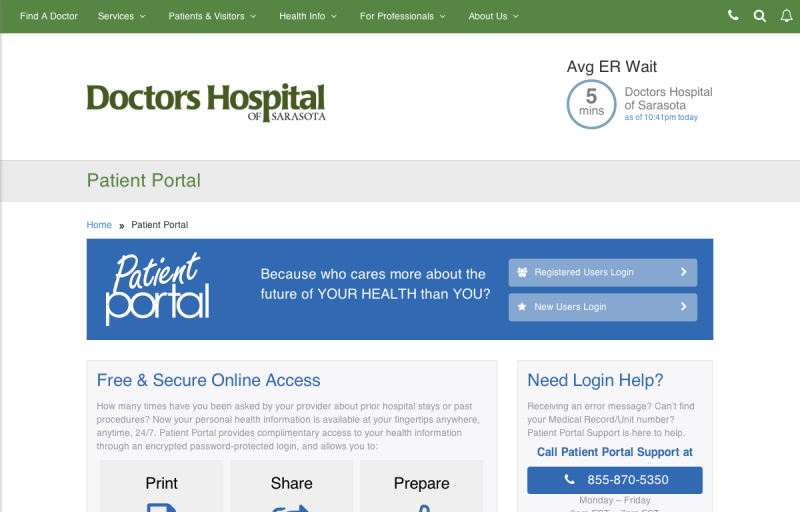 Find A Doctor Services Patients & Visitors Health Info For Professionals About Us
Avg ER Wait
5
mins
Doctors Hospital
of Sarasota
as of 10:41pm today
Doctors Hospital
OF SARASOTA
Patient Portal
Home » Patient Portal
Patient
portal
Because who cares more about the
future of YOUR HEALTH than YOU?
Registered Users Login
New Users Login
Free & Secure Online Access
How many times have you been asked by your provider about prior hospital stays or past
procedures? Now your personal health information is available at your fingertips anywhere,
anytime, 24/7. Patient Portal provides complimentary access to your health information
through an encrypted password-protected login, and allows you to:
Print
Share
Prepare
Need Login Help?
Receiving an error message? Can't find
your Medical Record/Unit number?
Patient Portal Support is here to help.
Call Patient Portal Support at
855-870-5350
Monday – Friday